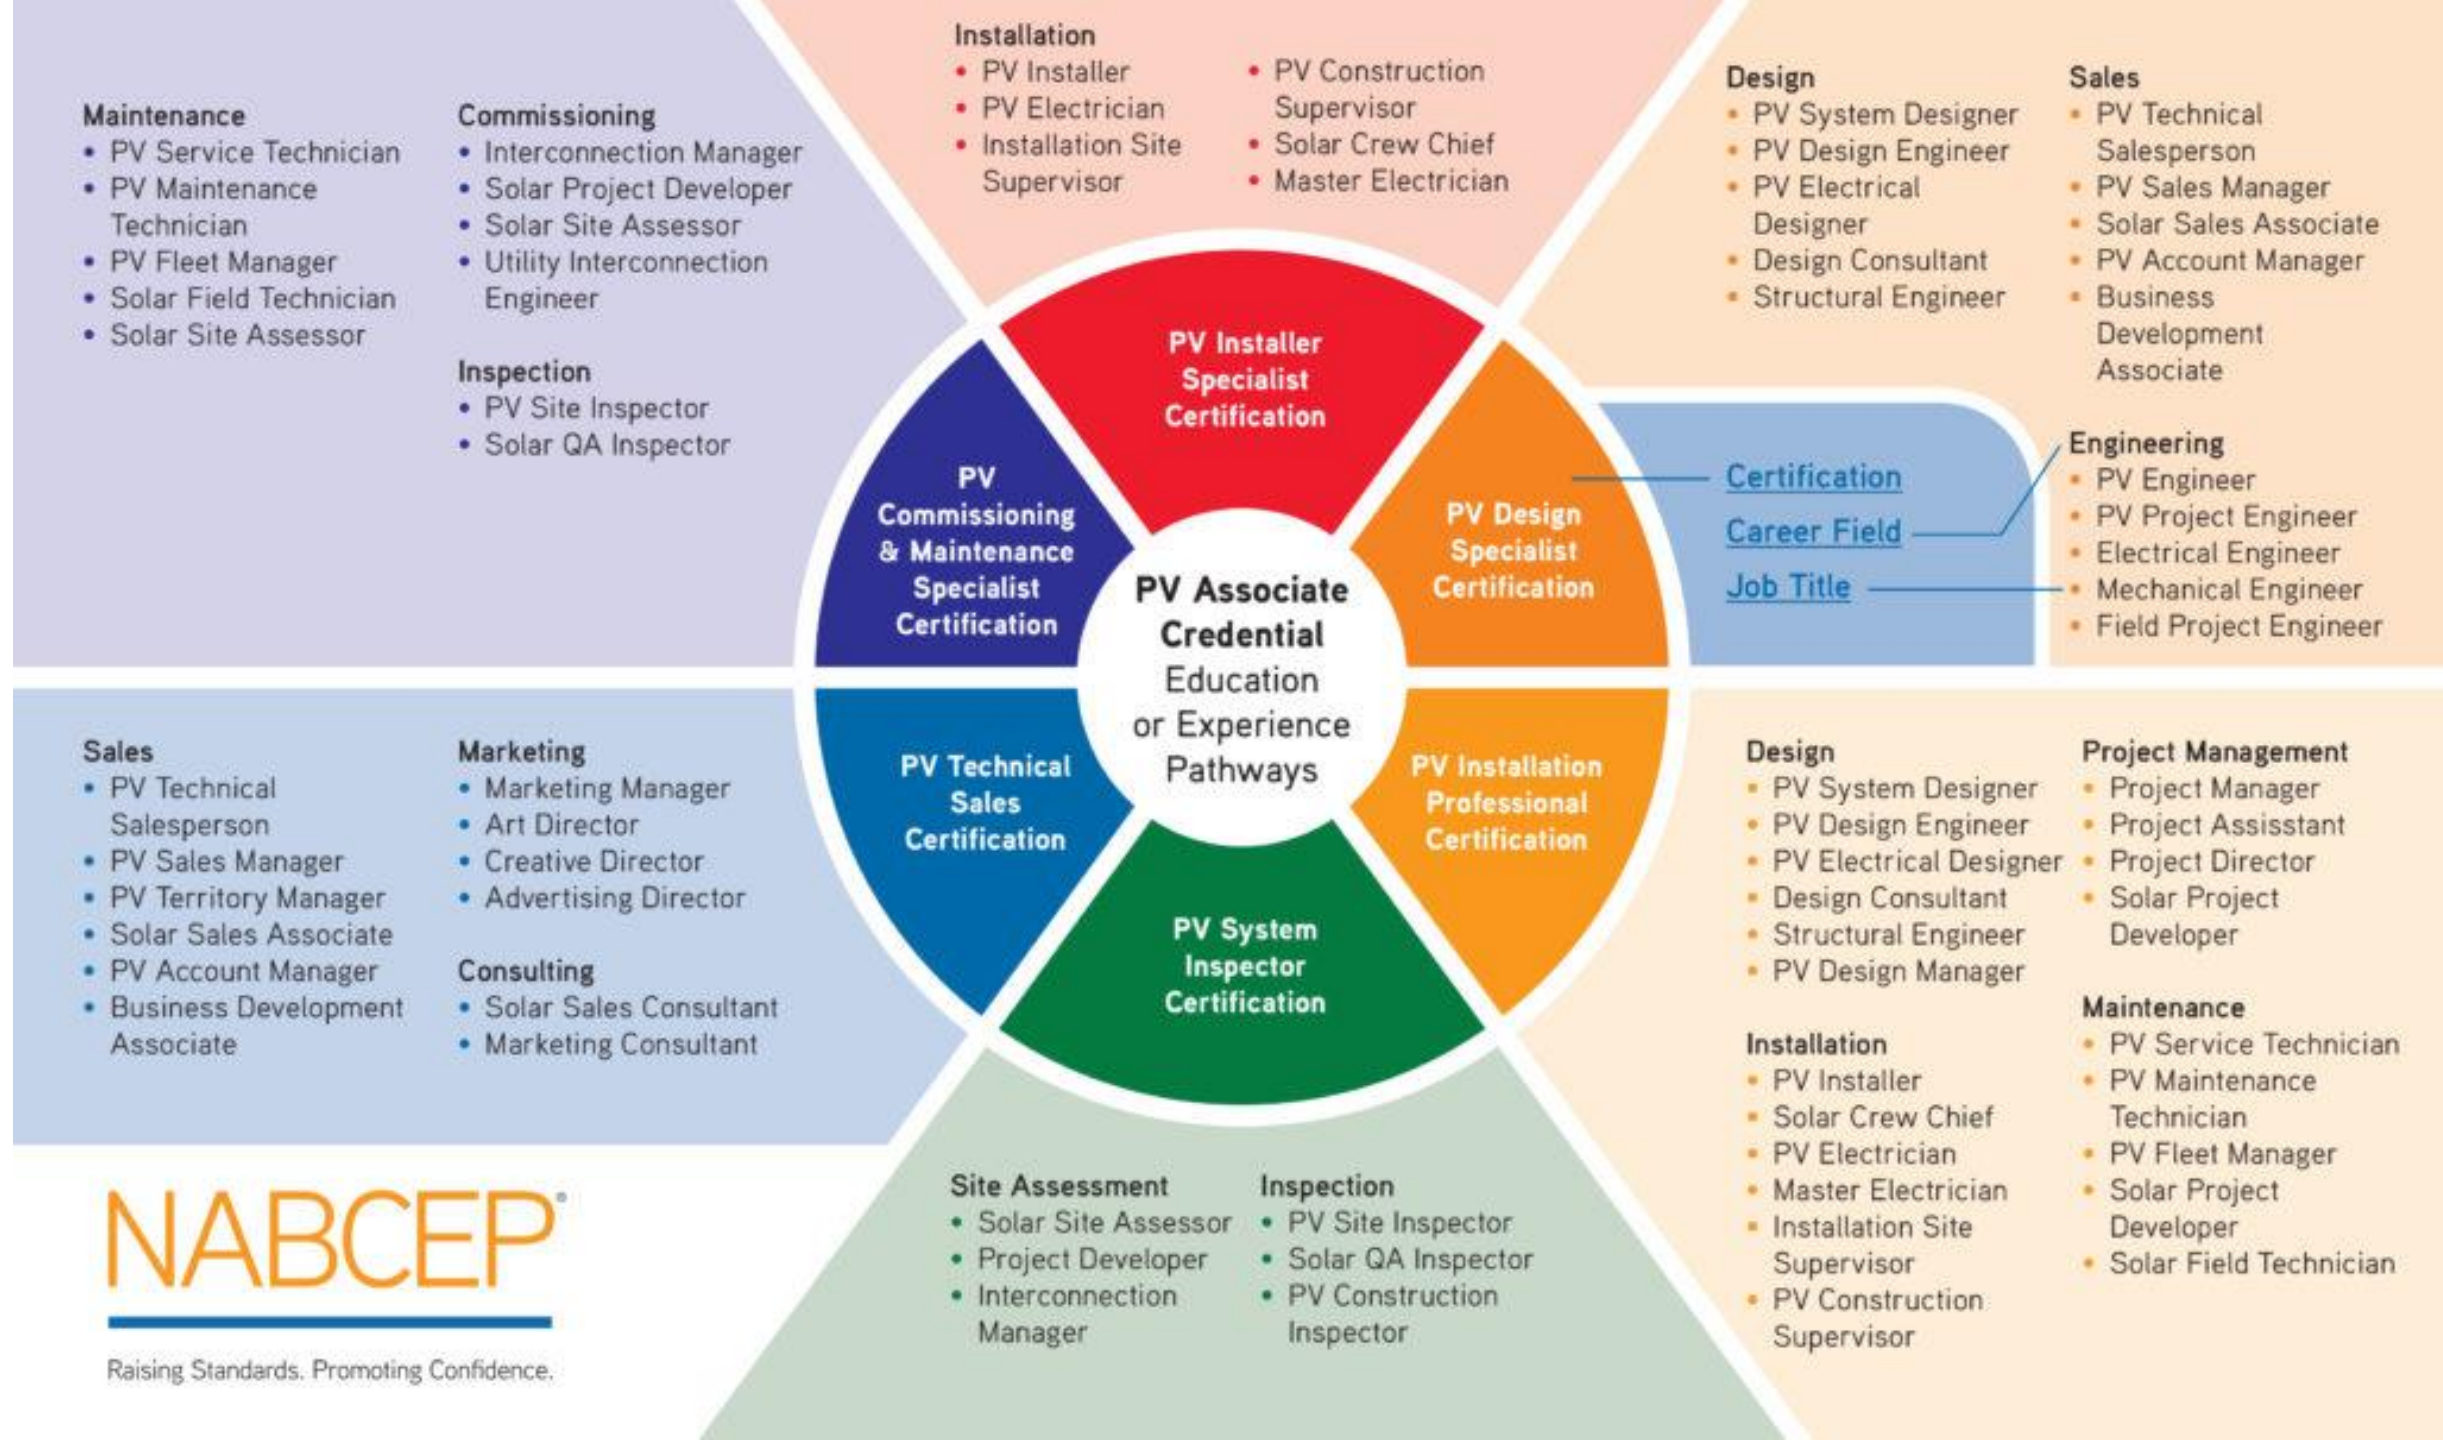 Installation
• PV Installer
• PV Electrician
• Installation Site
Supervisor
• PV Construction
Supervisor
• Solar Crew Chief
• Master Electrician
Design
• PV System Designer
• PV Design Engineer
• PV Electrical
Designer
• Design Consultant
• Structural Engineer
Sales
• PV Technical
Salesperson
• PV Sales Manager
• Solar Sales Associate
• PV Account Manager
• Business
Development
Associate
Engineering
• PV Engineer
• PV Project Engineer
• Electrical Engineer
• Mechanical Engineer
• Field Project Engineer
Certification
Career Field
Job Title
Maintenance
• PV Service Technician
• PV Maintenance
Technician
• PV Fleet Manager
• Solar Field Technician
• Solar Site Assessor
Commissioning
• Interconnection Manager
• Solar Project Developer
• Solar Site Assessor
• Utility Interconnection
Engineer
Inspection
• PV Site Inspector
• Solar QA Inspector
PV Installer
Specialist
Certification
PV Design
Specialist
Certification
PV
Commissioning
& Maintenance
Specialist
Certification
PV Associate
Credential
Education
or Experience
Pathways
PV Technical
Sales
Certification
PV Installation
Professional
Certification
PV System
Inspector
Certification
Sales
• PV Technical
Salesperson
• PV Sales Manager
• PV Territory Manager
• Solar Sales Associate
• PV Account Manager
• Business Development
Associate
Marketing
• Marketing Manager
• Art Director
• Creative Director
• Advertising Director
Consulting
• Solar Sales Consultant
• Marketing Consultant
Design
• PV System Designer
• PV Design Engineer
• PV Electrical Designer
• Design Consultant
• Structural Engineer
• PV Design Manager
Installation
• PV Installer
• Solar Crew Chief
• PV Electrician
• Master Electrician
• Installation Site
Supervisor
• PV Construction
Supervisor
Project Management
• Project Manager
• Project Assisstant
• Project Director
• Solar Project
Developer
Maintenance
• PV Service Technician
• PV Maintenance
Technician
• PV Fleet Manager
• Solar Project
Developer
• Solar Field Technician
Site Assessment
• Solar Site Assessor
• Project Developer
• Interconnection
Manager
Inspection
• PV Site Inspector
• Solar QA Inspector
• PV Construction
Inspector
NABCEP®
Raising Standards. Promoting Confidence.